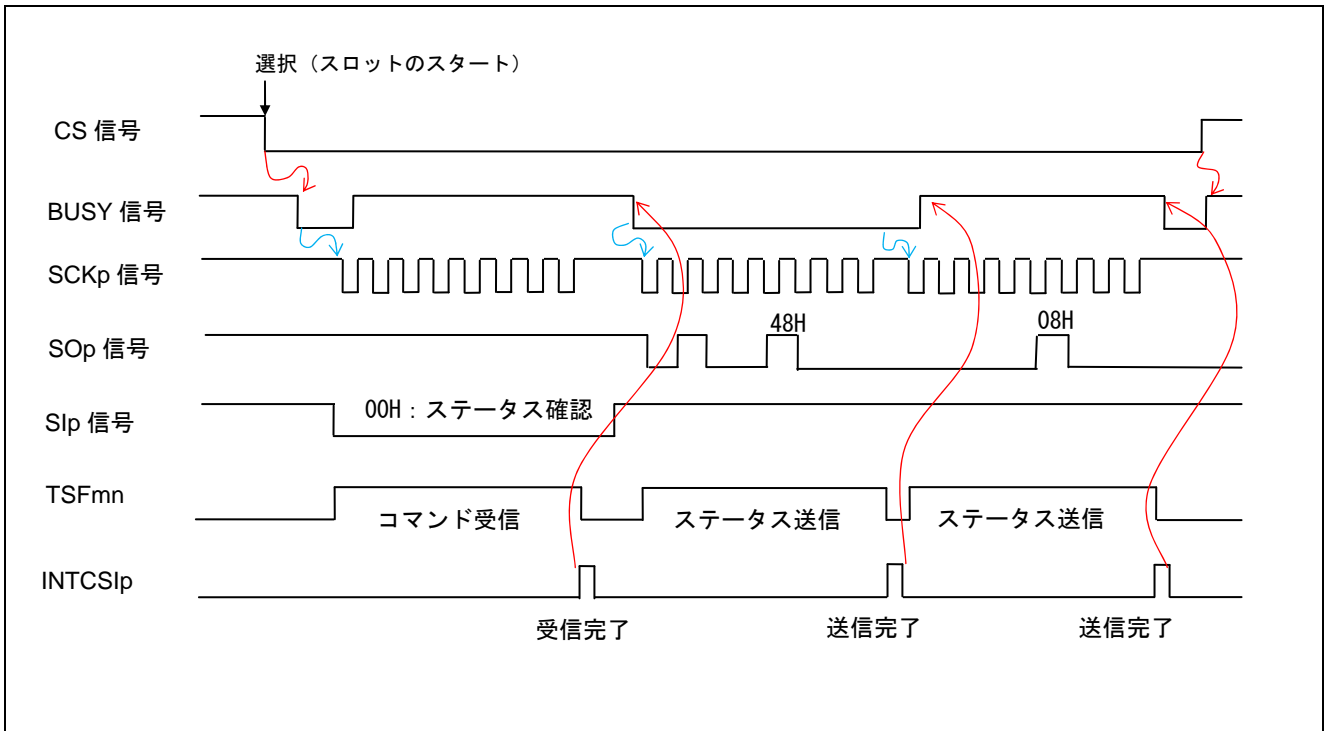 選択（スロットのスタート）
CS 信号
BUSY 信号
SCKp 信号
48H
08H
SOp 信号
00H：ステータス確認
SIp 信号
TSFmn
コマンド受信
ステータス送信
ステータス送信
INTCSIp
受信完了
送信完了
送信完了